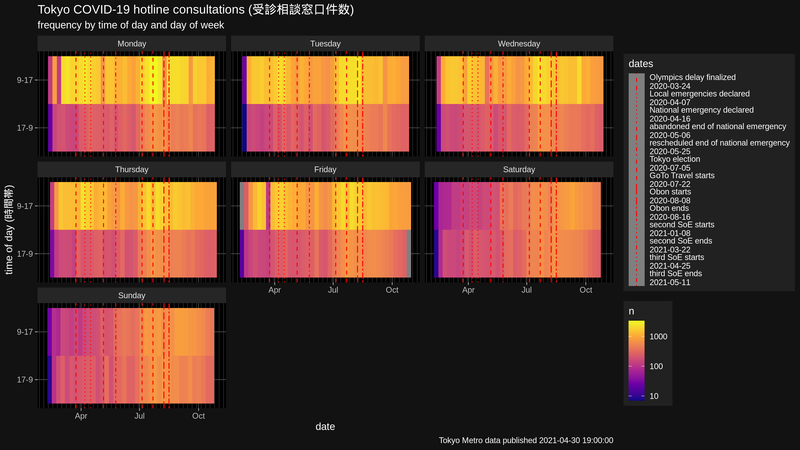 Tokyo COVID-19 hotline consultations (受診相談窓口件数)
frequency by time of day and day of week
Monday
Tuesday
Wednesday
9-17
17-9
Thursday
Friday
Saturday
9-17
17-9
Apr
Jul
Oct
Apr
Jul
Oct
Sunday
9-17
17-9
Apr
Jul
Oct
time of day (時間帯)
date
dates
Olympics delay finalized
2020-03-24
Local emergencies declared
2020-04-07
National emergency declared
2020-04-16
abandoned end of national emergency
2020-05-06
rescheduled end of national emergency
2020-05-25
Tokyo election
2020-07-05
GoTo Travel starts
2020-07-22
Obon starts
2020-08-08
Obon ends
2020-08-16
second SoE starts
2021-01-08
second SoE ends
2021-03-22
third SoE starts
2021-04-25
third SoE ends
2021-05-11
n
1000
100
10
Tokyo Metro data published 2021-04-30 19:00:00